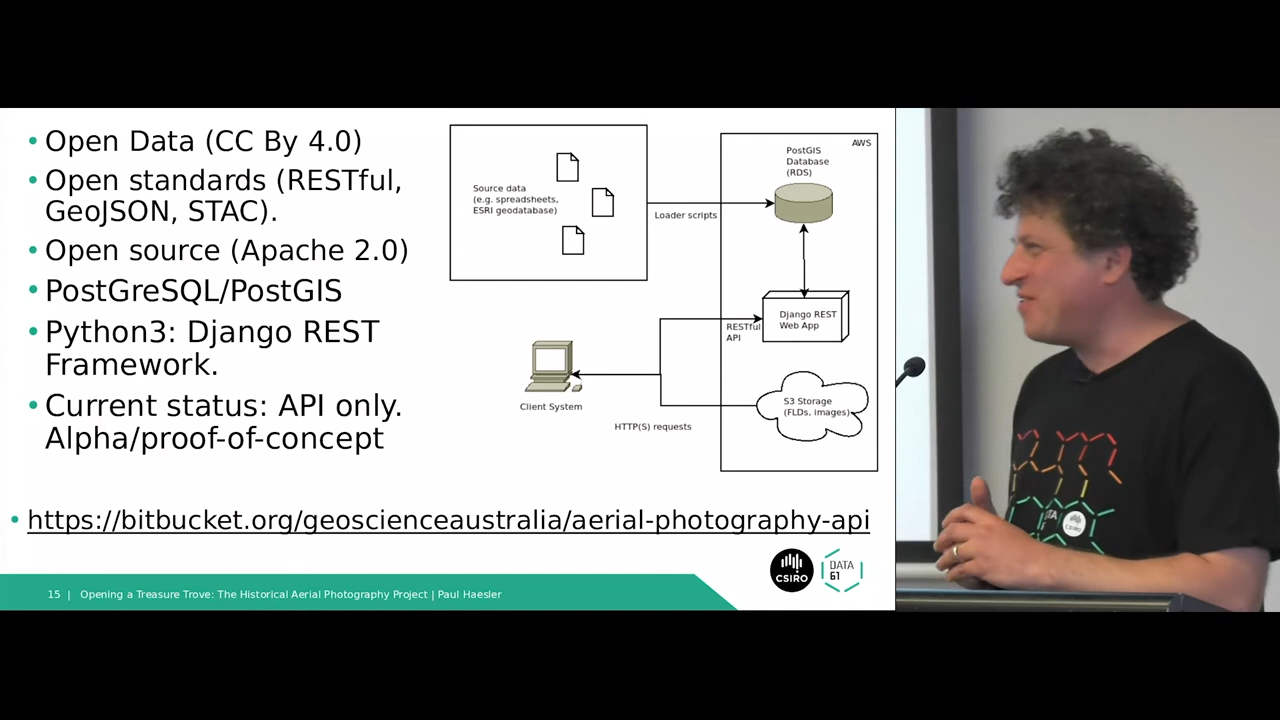 • Open Data (CC By 4.0)
• Open standards (RESTful,
GeoJSON, STAC).
• Open source (Apache 2.0)
• PostGreSQL/PostGIS
• Python3: Django REST
Framework.
• Current status: API only.
Alpha/proof-of-concept
• https://bitbucket.org/geoscienceaustralia/aerial-photography-api
Source data
(e.g. spreadsheets,
ESRI geodatabase)
Loader scripts
AWS
PostGIS
Database
(RDS)
Django REST
Web App
RESTful
API
S3 Storage
(FLDs, images)
Client System
HTTP(S) requests
CSIRO
DATA
61
15 | Opening a Treasure Trove: The Historical Aerial Photography Project | Paul Haesler
CSIRO